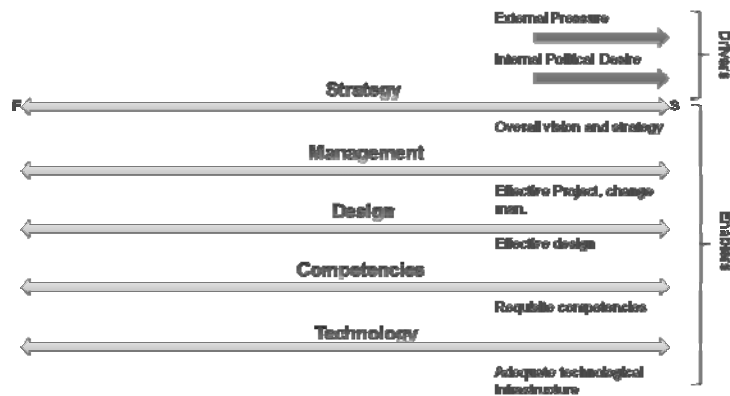 External Pressure
Internal Political Desire
Drivers
Strategy
F
S
Overall vision and strategy
Management
Effective Project, change
man.
Design
Effective design
Enablers
Competencies
Requisite competencies
Technology
Adequate technological
Infrastructure